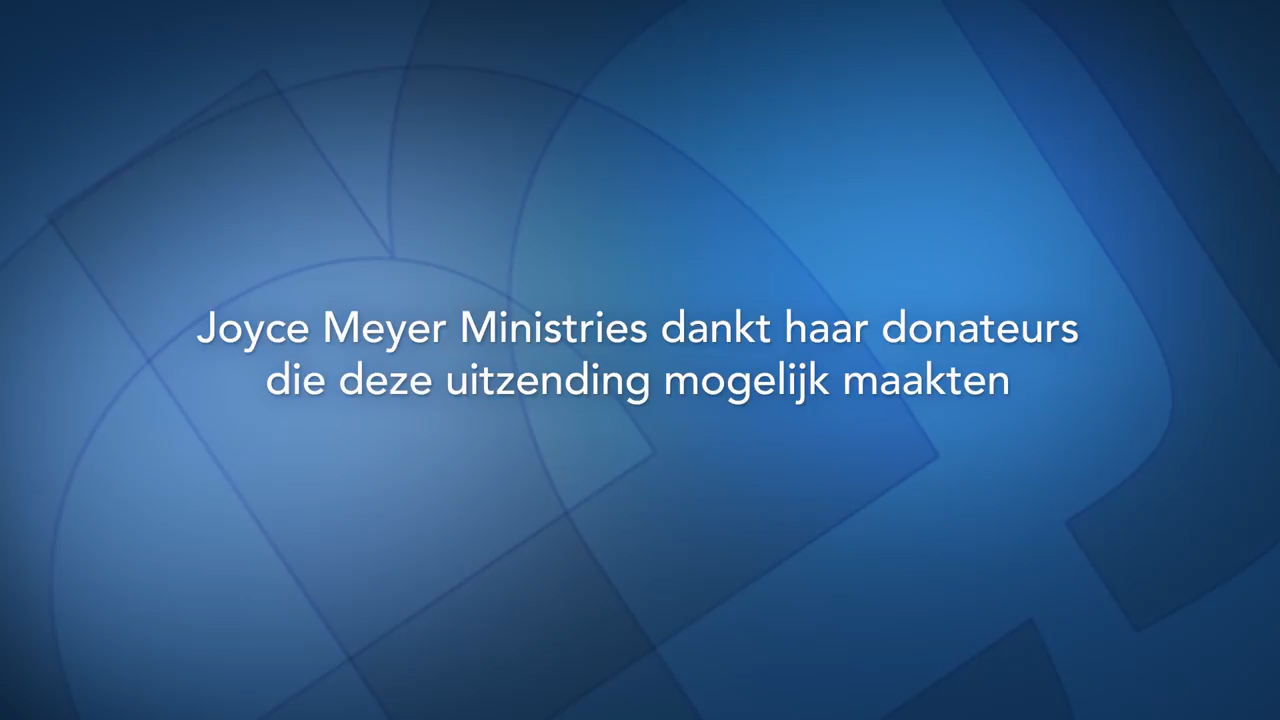 Joyce Meyer Ministries dankt haar donateurs
die deze uitzending mogelijk maakten